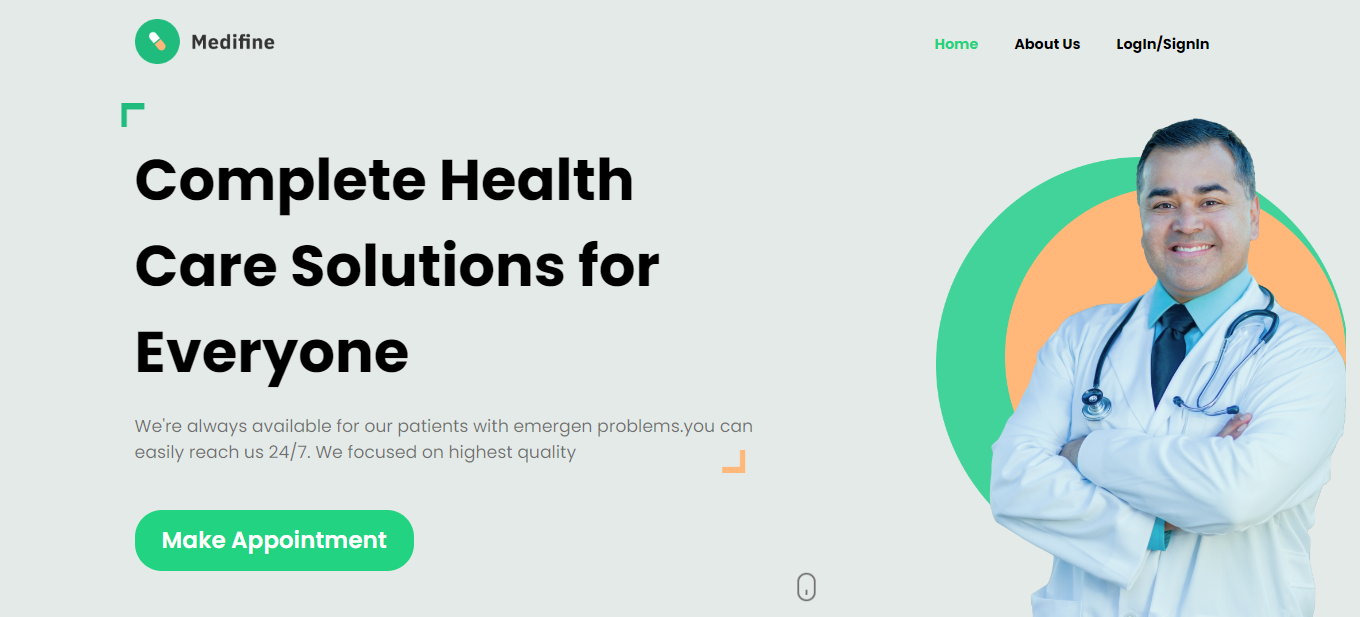 Medifine
Home
About Us
LogIn/SignIn
Complete Health
Care Solutions for
Everyone
We're always available for our patients with emergen problems.you can
easily reach us 24/7. We focused on highest quality
Make Appointment